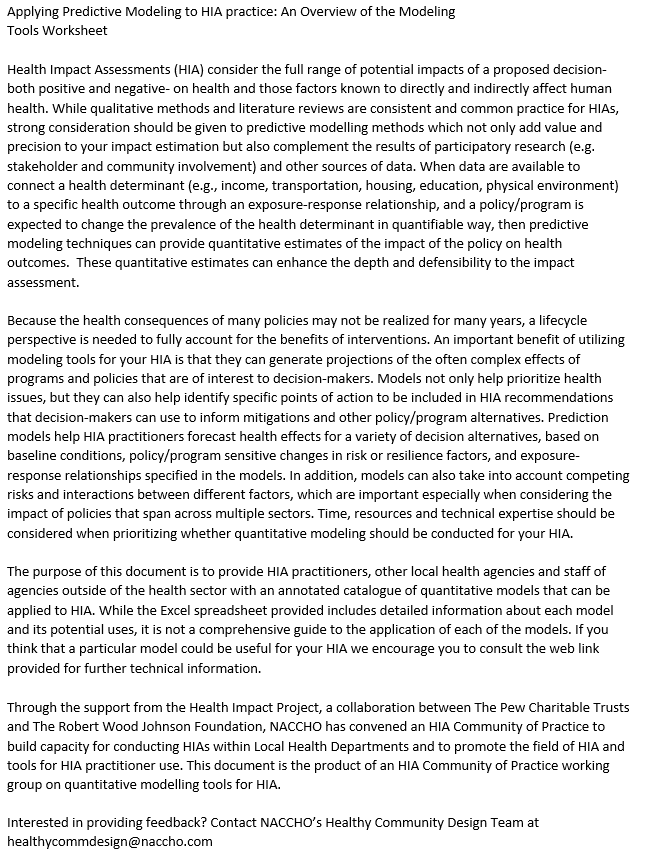 Applying Predictive Modeling to HIA practice: An Overview of the Modeling
Tools Worksheet
Health Impact Assessments (HIA) consider the full range of potential impacts of a proposed decision-
both positive and negative- on health and those factors known to directly and indirectly affect human
health. While qualitative methods and literature reviews are consistent and common practice for HIAs,
strong consideration should be given to predictive modelling methods which not only add value and
precision to your impact estimation but also complement the results of participatory research (e.g.
stakeholder and community involvement) and other sources of data. When data are available to
connect a health determinant (e.g., income, transportation, housing, education, physical environment)
to a specific health outcome through an exposure-response relationship, and a policy/program is
expected to change the prevalence of the health determinant in quantifiable way, then predictive
modeling techniques can provide quantitative estimates of the impact of the policy on health
outcomes.  These quantitative estimates can enhance the depth and defensibility to the impact
assessment.
Because the health consequences of many policies may not be realized for many years, a lifecycle
perspective is needed to fully account for the benefits of interventions. An important benefit of utilizing
modeling tools for your HIA is that they can generate projections of the often complex effects of
programs and policies that are of interest to decision-makers. Models not only help prioritize health
issues, but they can also help identify specific points of action to be included in HIA recommendations
that decision-makers can use to inform mitigations and other policy/program alternatives. Prediction
models help HIA practitioners forecast health effects for a variety of decision alternatives, based on
baseline conditions, policy/program sensitive changes in risk or resilience factors, and exposure-
response relationships specified in the models. In addition, models can also take into account competing
risks and interactions between different factors, which are important especially when considering the
impact of policies that span across multiple sectors. Time, resources and technical expertise should be
considered when prioritizing whether quantitative modeling should be conducted for your HIA.
The purpose of this document is to provide HIA practitioners, other local health agencies and staff of
agencies outside of the health sector with an annotated catalogue of quantitative models that can be
applied to HIA. While the Excel spreadsheet provided includes detailed information about each model
and its potential uses, it is not a comprehensive guide to the application of each of the models. If you
think that a particular model could be useful for your HIA we encourage you to consult the web link
provided for further technical information.
Through the support from the Health Impact Project, a collaboration between The Pew Charitable Trusts
and The Robert Wood Johnson Foundation, NACCHO has convened an HIA Community of Practice to
build capacity for conducting HIAs within Local Health Departments and to promote the field of HIA and
tools for HIA practitioner use. This document is the product of an HIA Community of Practice working
group on quantitative modelling tools for HIA.
Interested in providing feedback? Contact NACCHO’s Healthy Community Design Team at
healthycommdesign@naccho.com